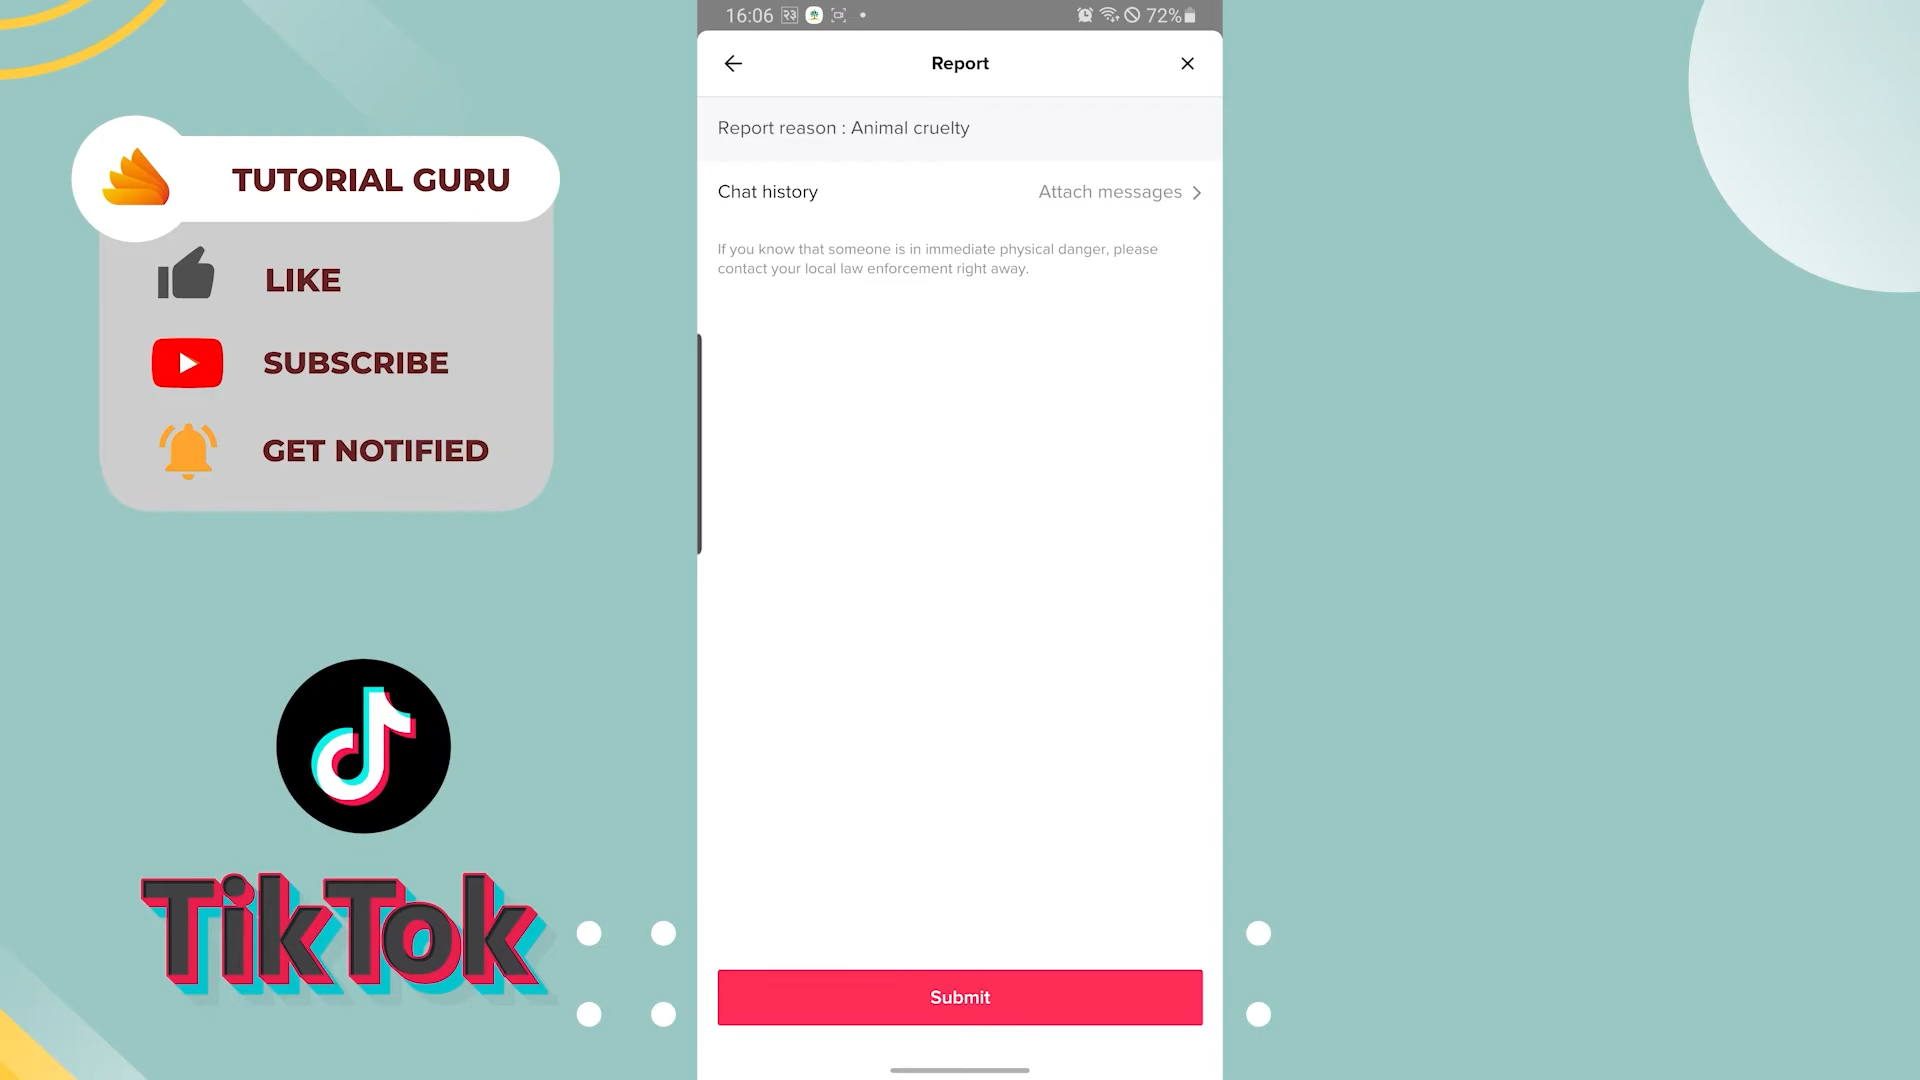 16:06 २३ 72%
Report
Report reason : Animal cruelty
Chat history Attach messages
If you know that someone is in immediate physical danger, please
contact your local law enforcement right away.
Submit
TUTORIAL GURU
LIKE
SUBSCRIBE
GET NOTIFIED
TikTok